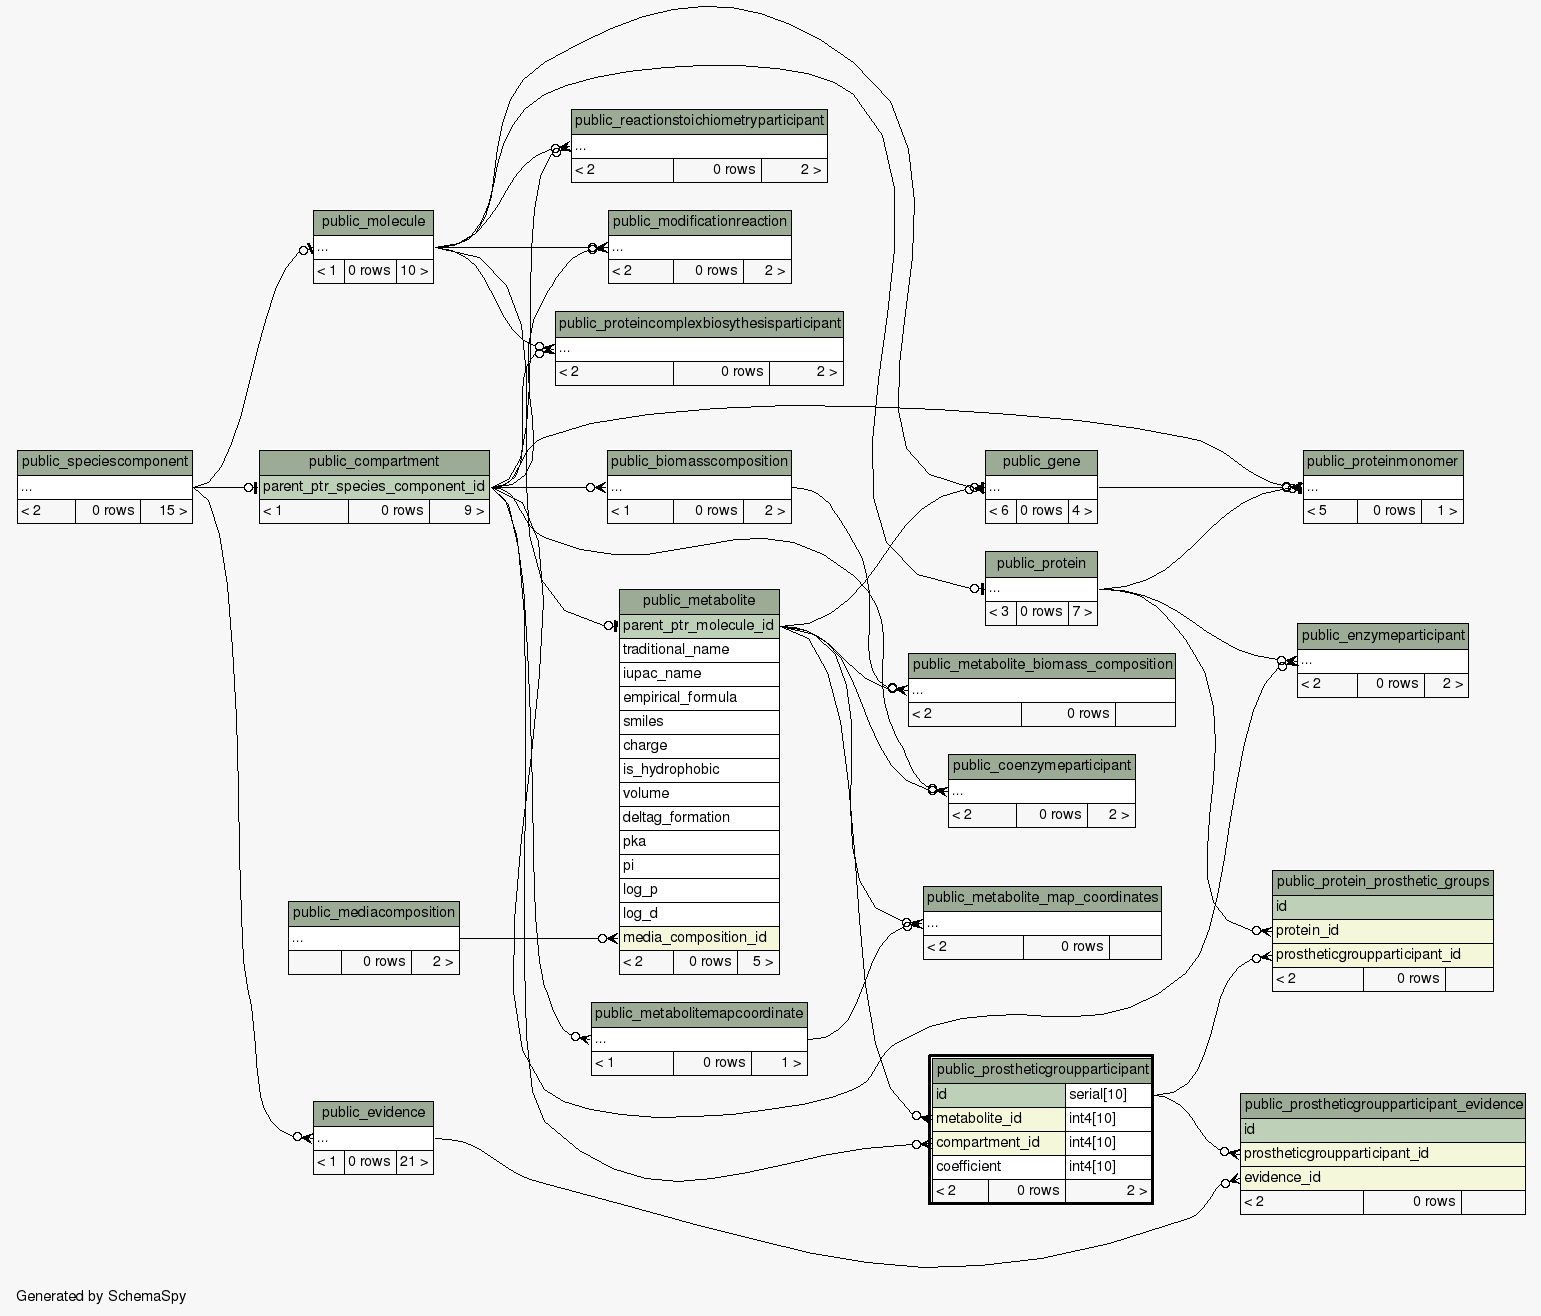 public_reactionstoichiometryparticipant
...
< 2 0 rows 2 >
public_molecule
...
< 1 0 rows 10 >
public_modificationreaction
...
< 2 0 rows 2 >
public_proteincomplexbiosythesisparticipant
...
< 2 0 rows 2 >
public_speciescomponent
...
< 2 0 rows 15 >
public_compartment
parent_ptr_species_component_id
< 1 0 rows 9 >
public_biomasscomposition
...
< 1 0 rows 2 >
public_gene
...
< 6 0 rows 4 >
public_proteinmonomer
...
< 5 0 rows 1 >
public_protein
...
< 3 0 rows 7 >
public_metabolite
parent_ptr_molecule_id
traditional_name
iupac_name
empirical_formula
smiles
charge
is_hydrophobic
volume
deltag_formation
pka
pi
log_p
log_d
media_composition_id
< 2 0 rows 5 >
public_enzymeparticipant
...
< 2 0 rows 2 >
public_metabolite_biomass_composition
...
< 2 0 rows
public_coenzymeparticipant
...
< 2 0 rows 2 >
public_protein_prosthetic_groups
id
protein_id
prostheticgroupparticipant_id
< 2 0 rows
public_metabolite_map_coordinates
...
< 2 0 rows
public_mediacomposition
...
0 rows 2 >
public_metabolitemapcoordinate
...
< 1 0 rows 1 >
public_prostheticgroupparticipant
id serial[10]
metabolite_id int4[10]
compartment_id int4[10]
coefficient int4[10]
< 2 0 rows 2 >
public_evidence
...
< 1 0 rows 21 >
public_prostheticgroupparticipant_evidence
id
prostheticgroupparticipant_id
evidence_id
< 2 0 rows
Generated by SchemaSpy